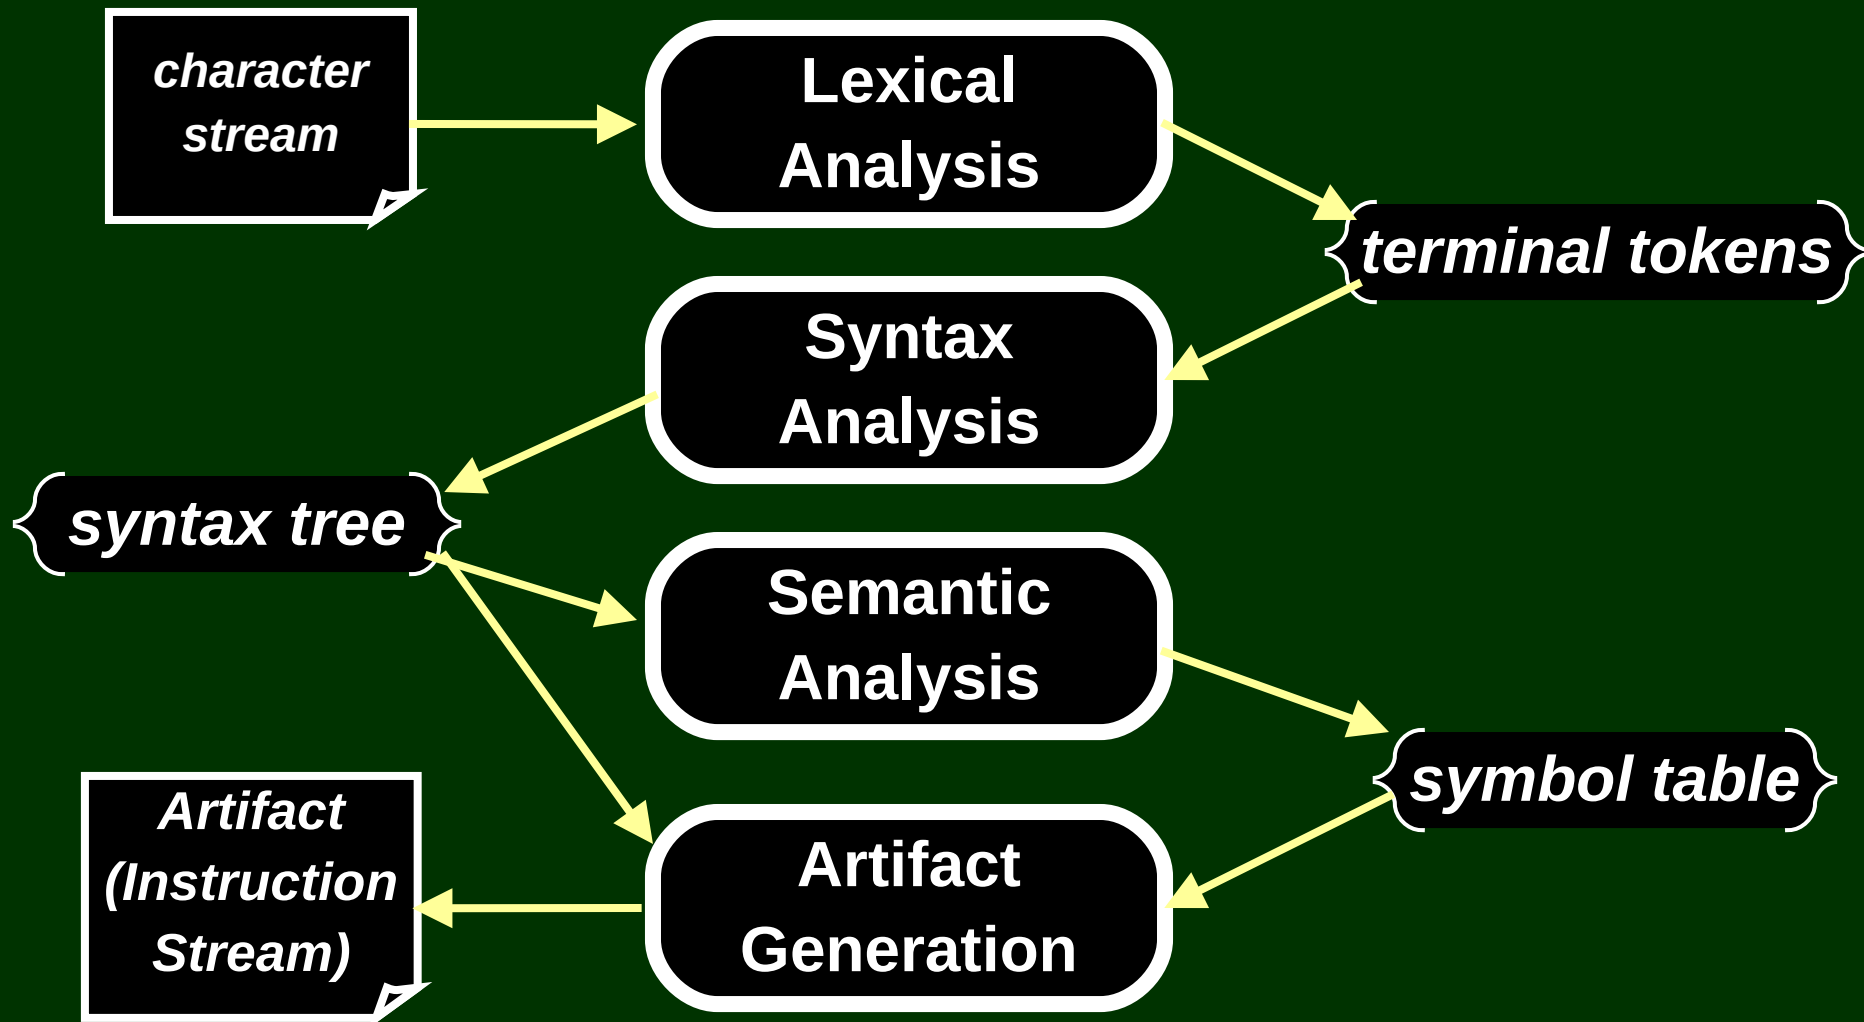 character
stream
Lexical
Analysis
terminal tokens
Syntax
Analysis
syntax tree
Semantic
Analysis
symbol table
Artifact
(Instruction
Stream)
Artifact
Generation